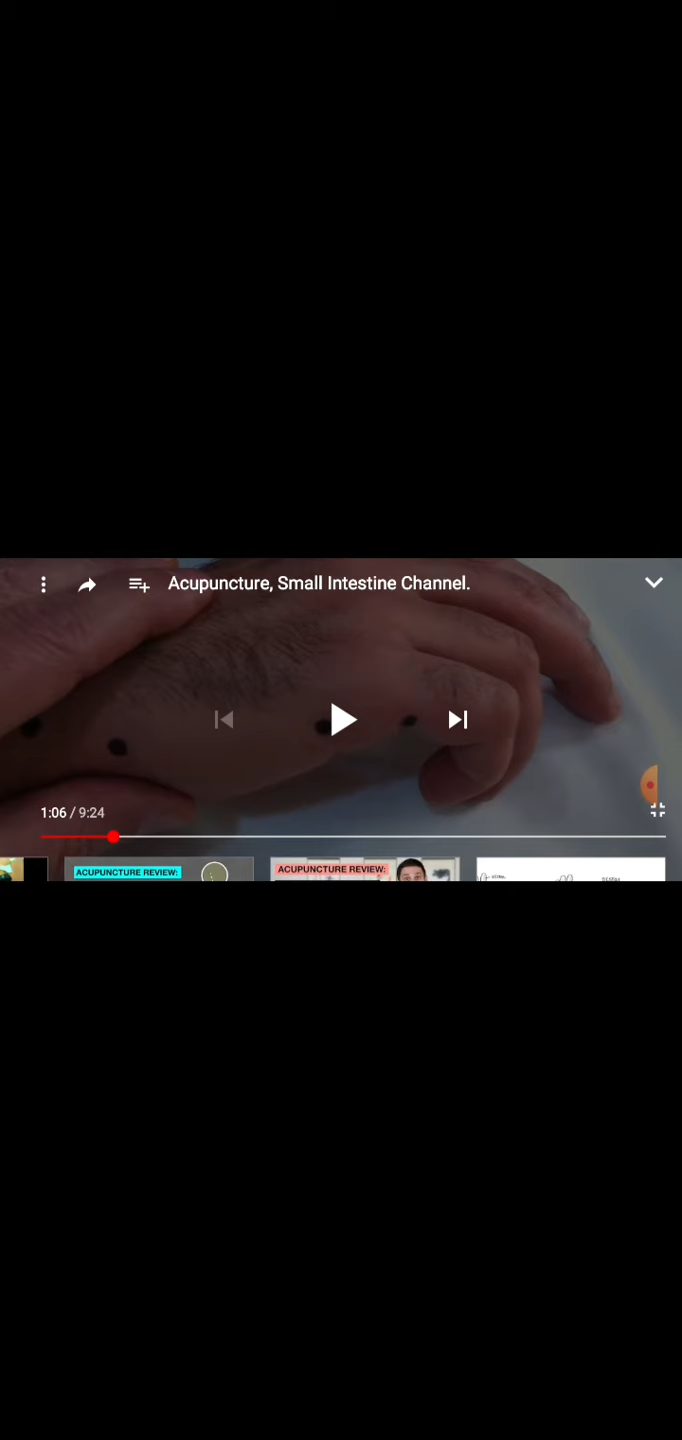 Acupuncture, Small Intestine Channel.
1:06 / 9:24
ACUPUNCTURE REVIEW:
ACUPUNCTURE REVIEW: